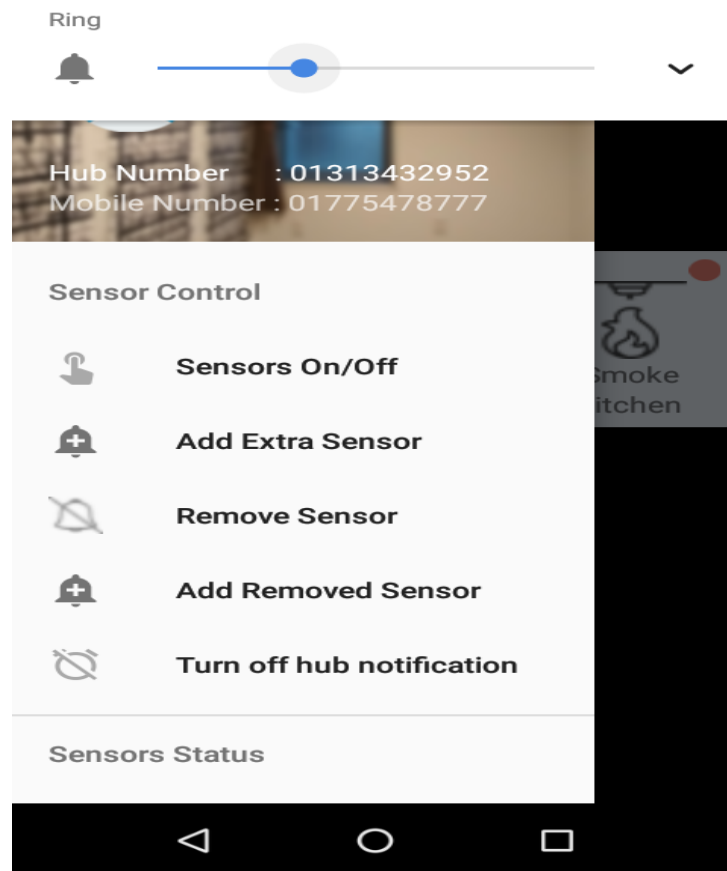 Ring
Hub Number : 01313432952
Mobile Number : 01775478777
Sensor Control
Sensors On/Off
Add Extra Sensor
Remove Sensor
Add Removed Sensor
Turn off hub notification
Sensors Status